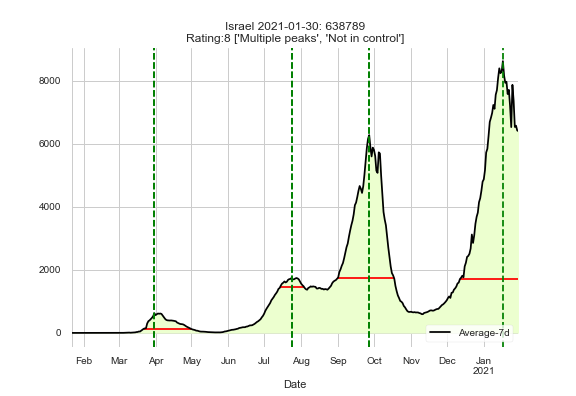 Israel 2021-01-30: 638789
Rating:8 ['Multiple peaks', 'Not in control']
8000
6000
4000
2000
0
Average-7d
Feb Mar Apr May Jun Jul Aug Sep Oct Nov Dec Jan
2021
Date